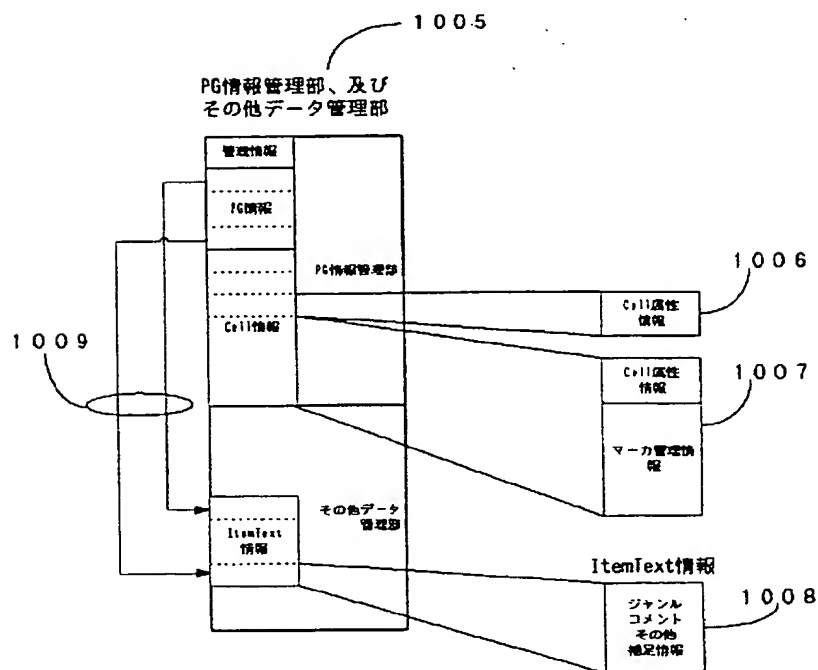 1005
PG情報管理部、及び
その他データ管理部
管理情報
PG情報
PG情報管理部
Cell情報
1006
Cell属性
情報
1009
Cell属性
情報
1007
マーカ管理情
報
その他データ
管理部
ItemText
情報
ItemText情報
ジャンル
コメント
その他
補足情報
1008